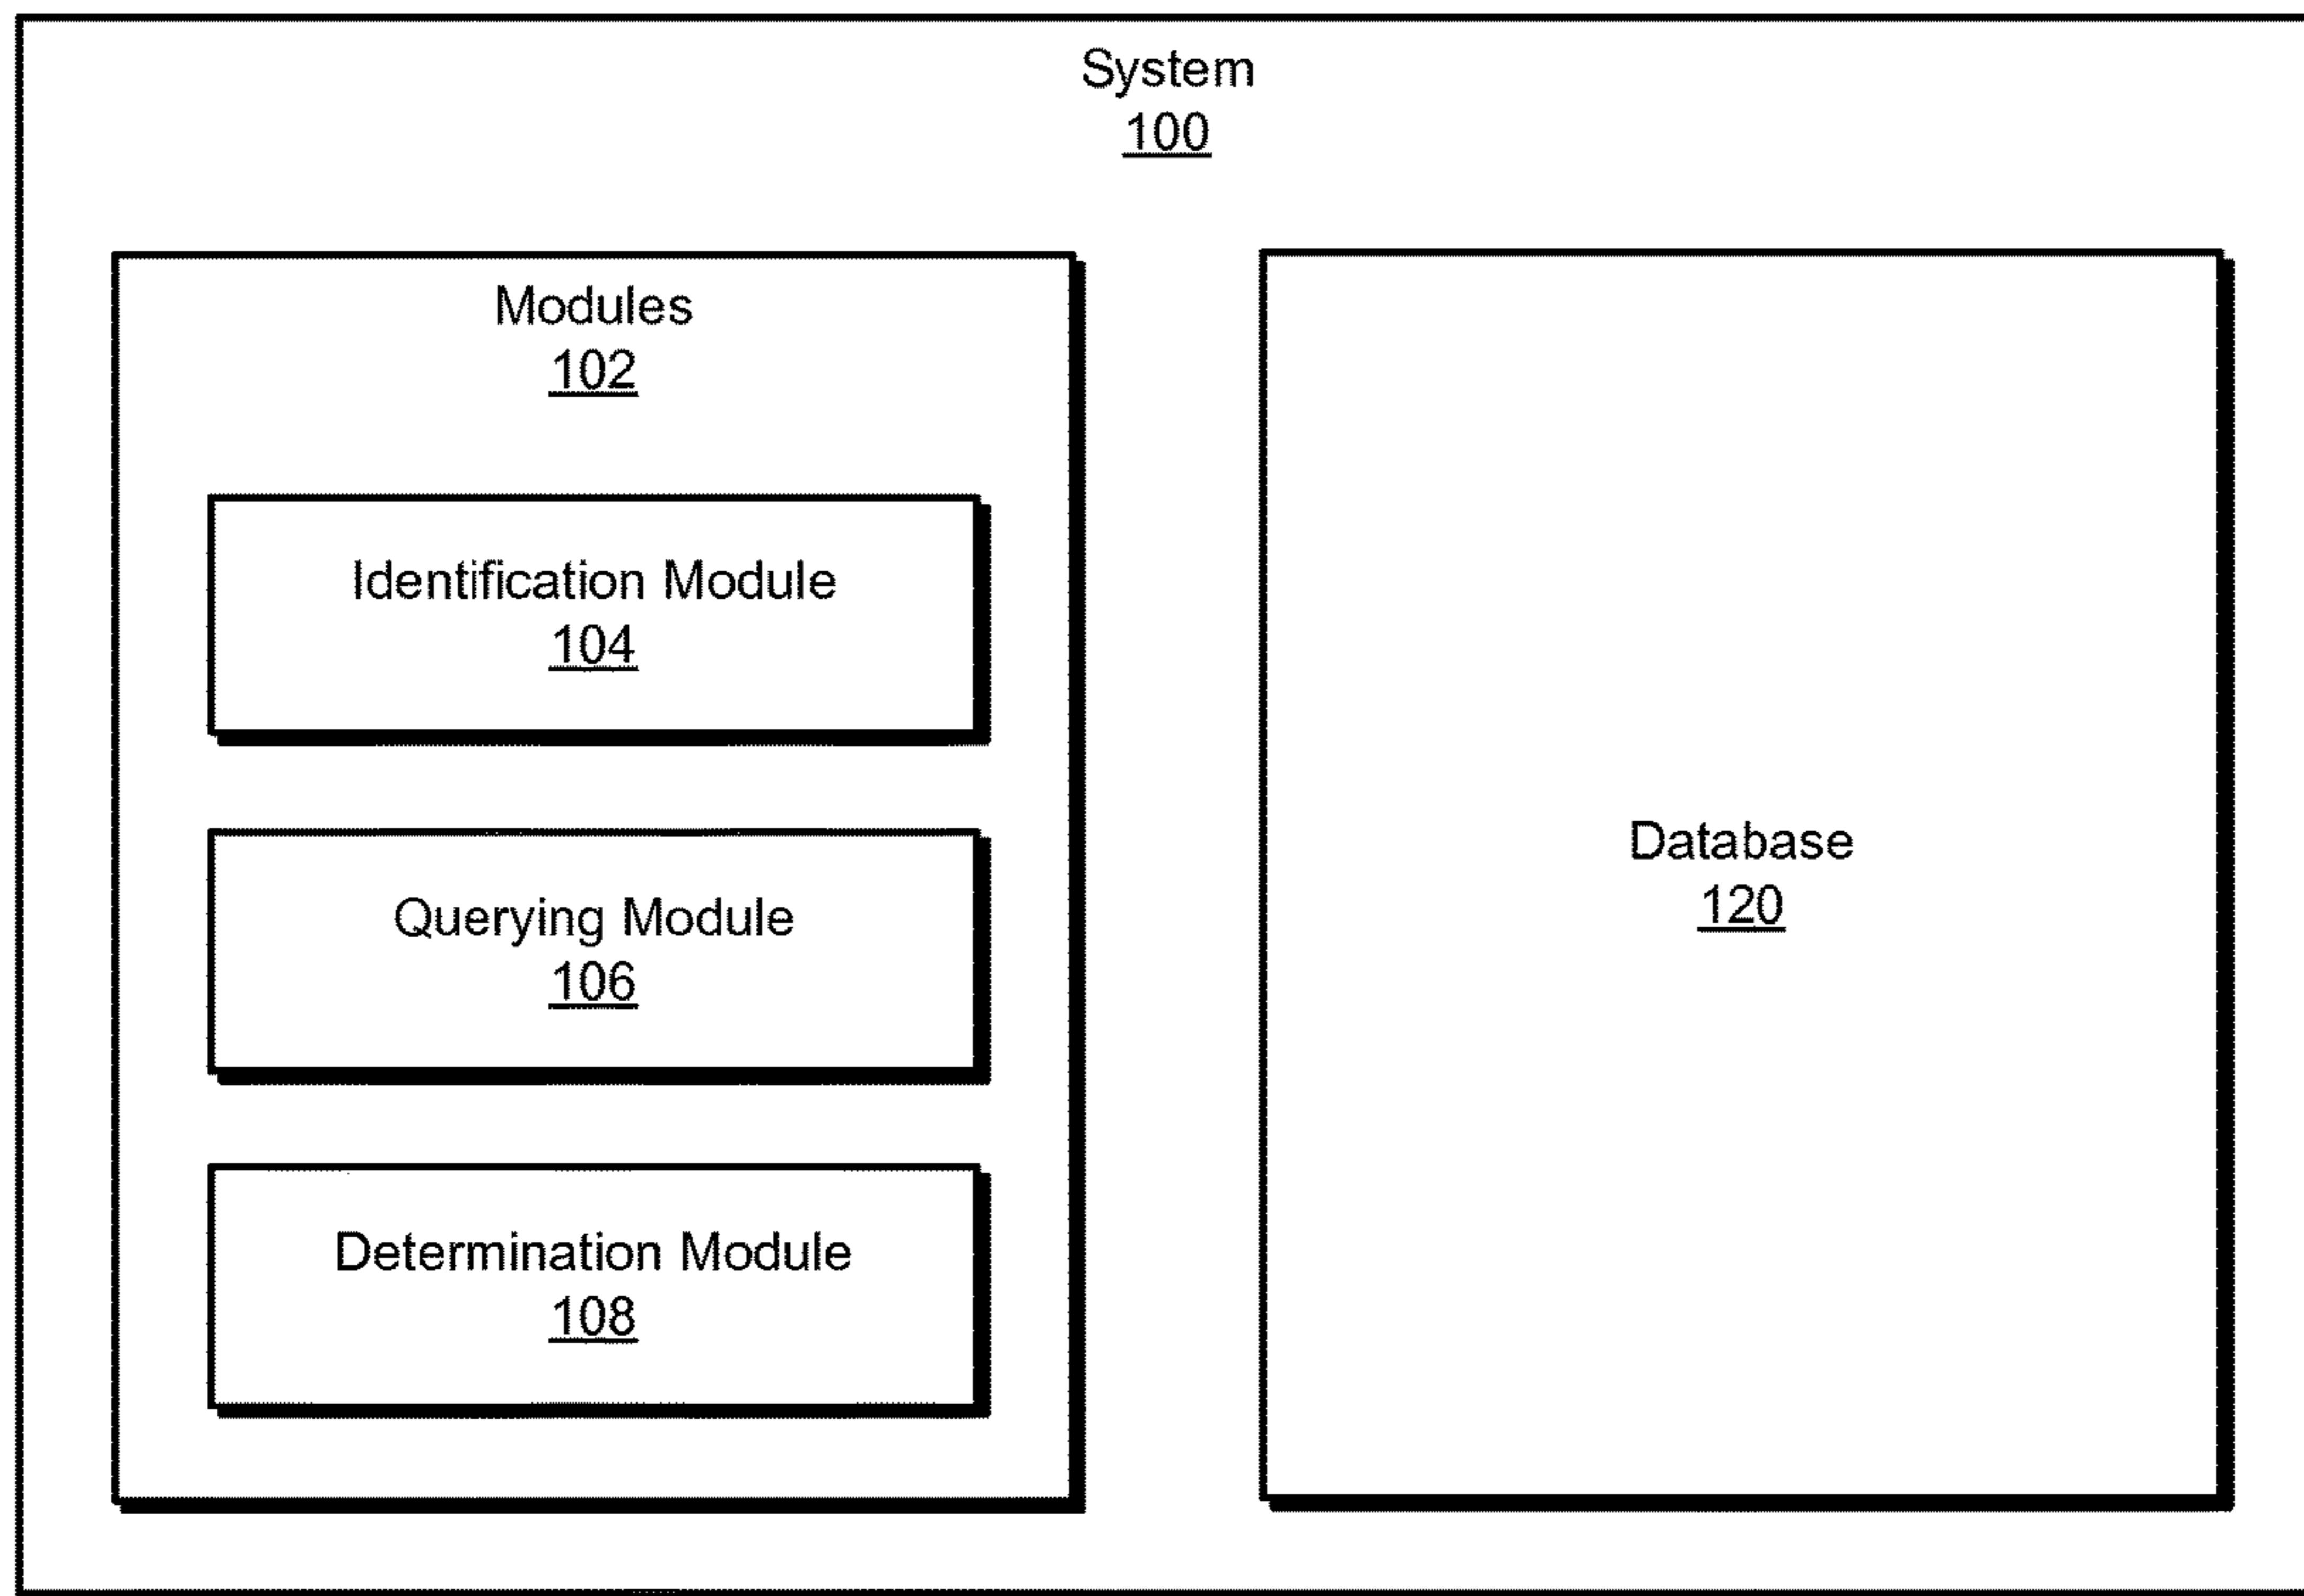 System
100
Modules
102
Identification Module
104
Querying Module
106
Determination Module
108
Database
120